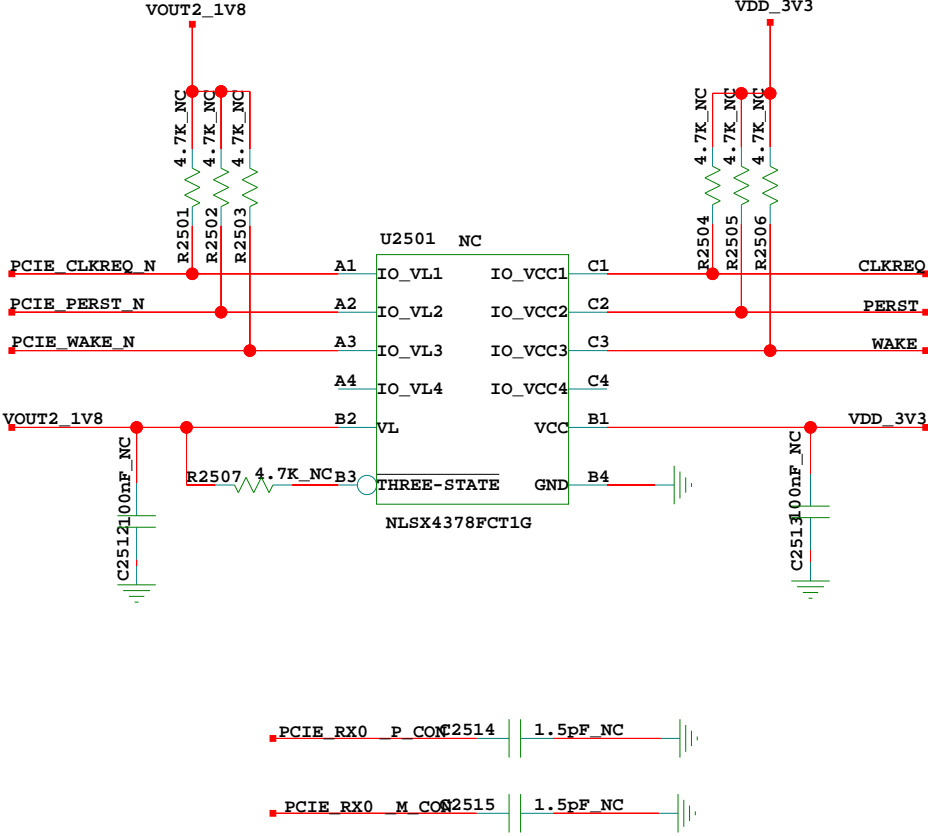 VOUT2_1V8
VDD_3V3
4.7K_NC
4.7K_NC
4.7K_NC
4.7K_NC
4.7K_NC
4.7K_NC
R2501
R2502
R2503
R2504
R2505
R2506
U2501 NC
PCIE_CLKREQ_N A1 IO_VL1 IO_VCC1 C1 CLKREQ
PCIE_PERST_N A2 IO_VL2 IO_VCC2 C2 PERST
PCIE_WAKE_N A3 IO_VL3 IO_VCC3 C3 WAKE
A4 IO_VL4 IO_VCC4 C4
VOUT2_1V8 B2 VL VCC B1 VDD_3V3
R2507 4.7K_NC B3 THREE-STATE GND B4
NLSX4378FCT1G
C2512 100nF_NC
C2513 100nF_NC
PCIE_RX0 _P_CON C2514 1.5pF_NC
PCIE_RX0 _M_CON C2515 1.5pF_NC